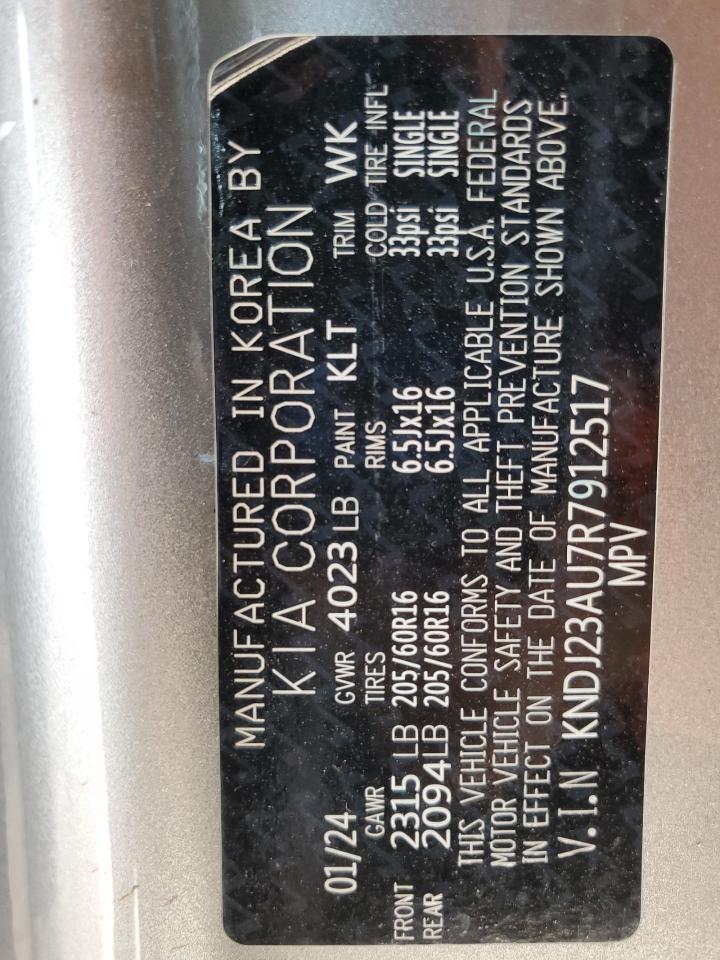 MANUFACTURED IN KOREA BY
KIA CORPORATION
01/24 GVWR 4023 LB PAINT KLT TRIM WK
GAWR TIRES RIMS COLD TIRE INFL
FRONT 2315 LB 205/60R16 6.5Jx16 33psi SINGLE
REAR 2094LB 205/60R16 6.5Jx16 33psi SINGLE
THIS VEHICLE CONFORMS TO ALL APPLICABLE U.S.A. FEDERAL
MOTOR VEHICLE SAFETY AND THEFT PREVENTION STANDARDS
IN EFFECT ON THE DATE OF MANUFACTURE SHOWN ABOVE.
V.I.N KNDJ23AU7R7912517
MPV